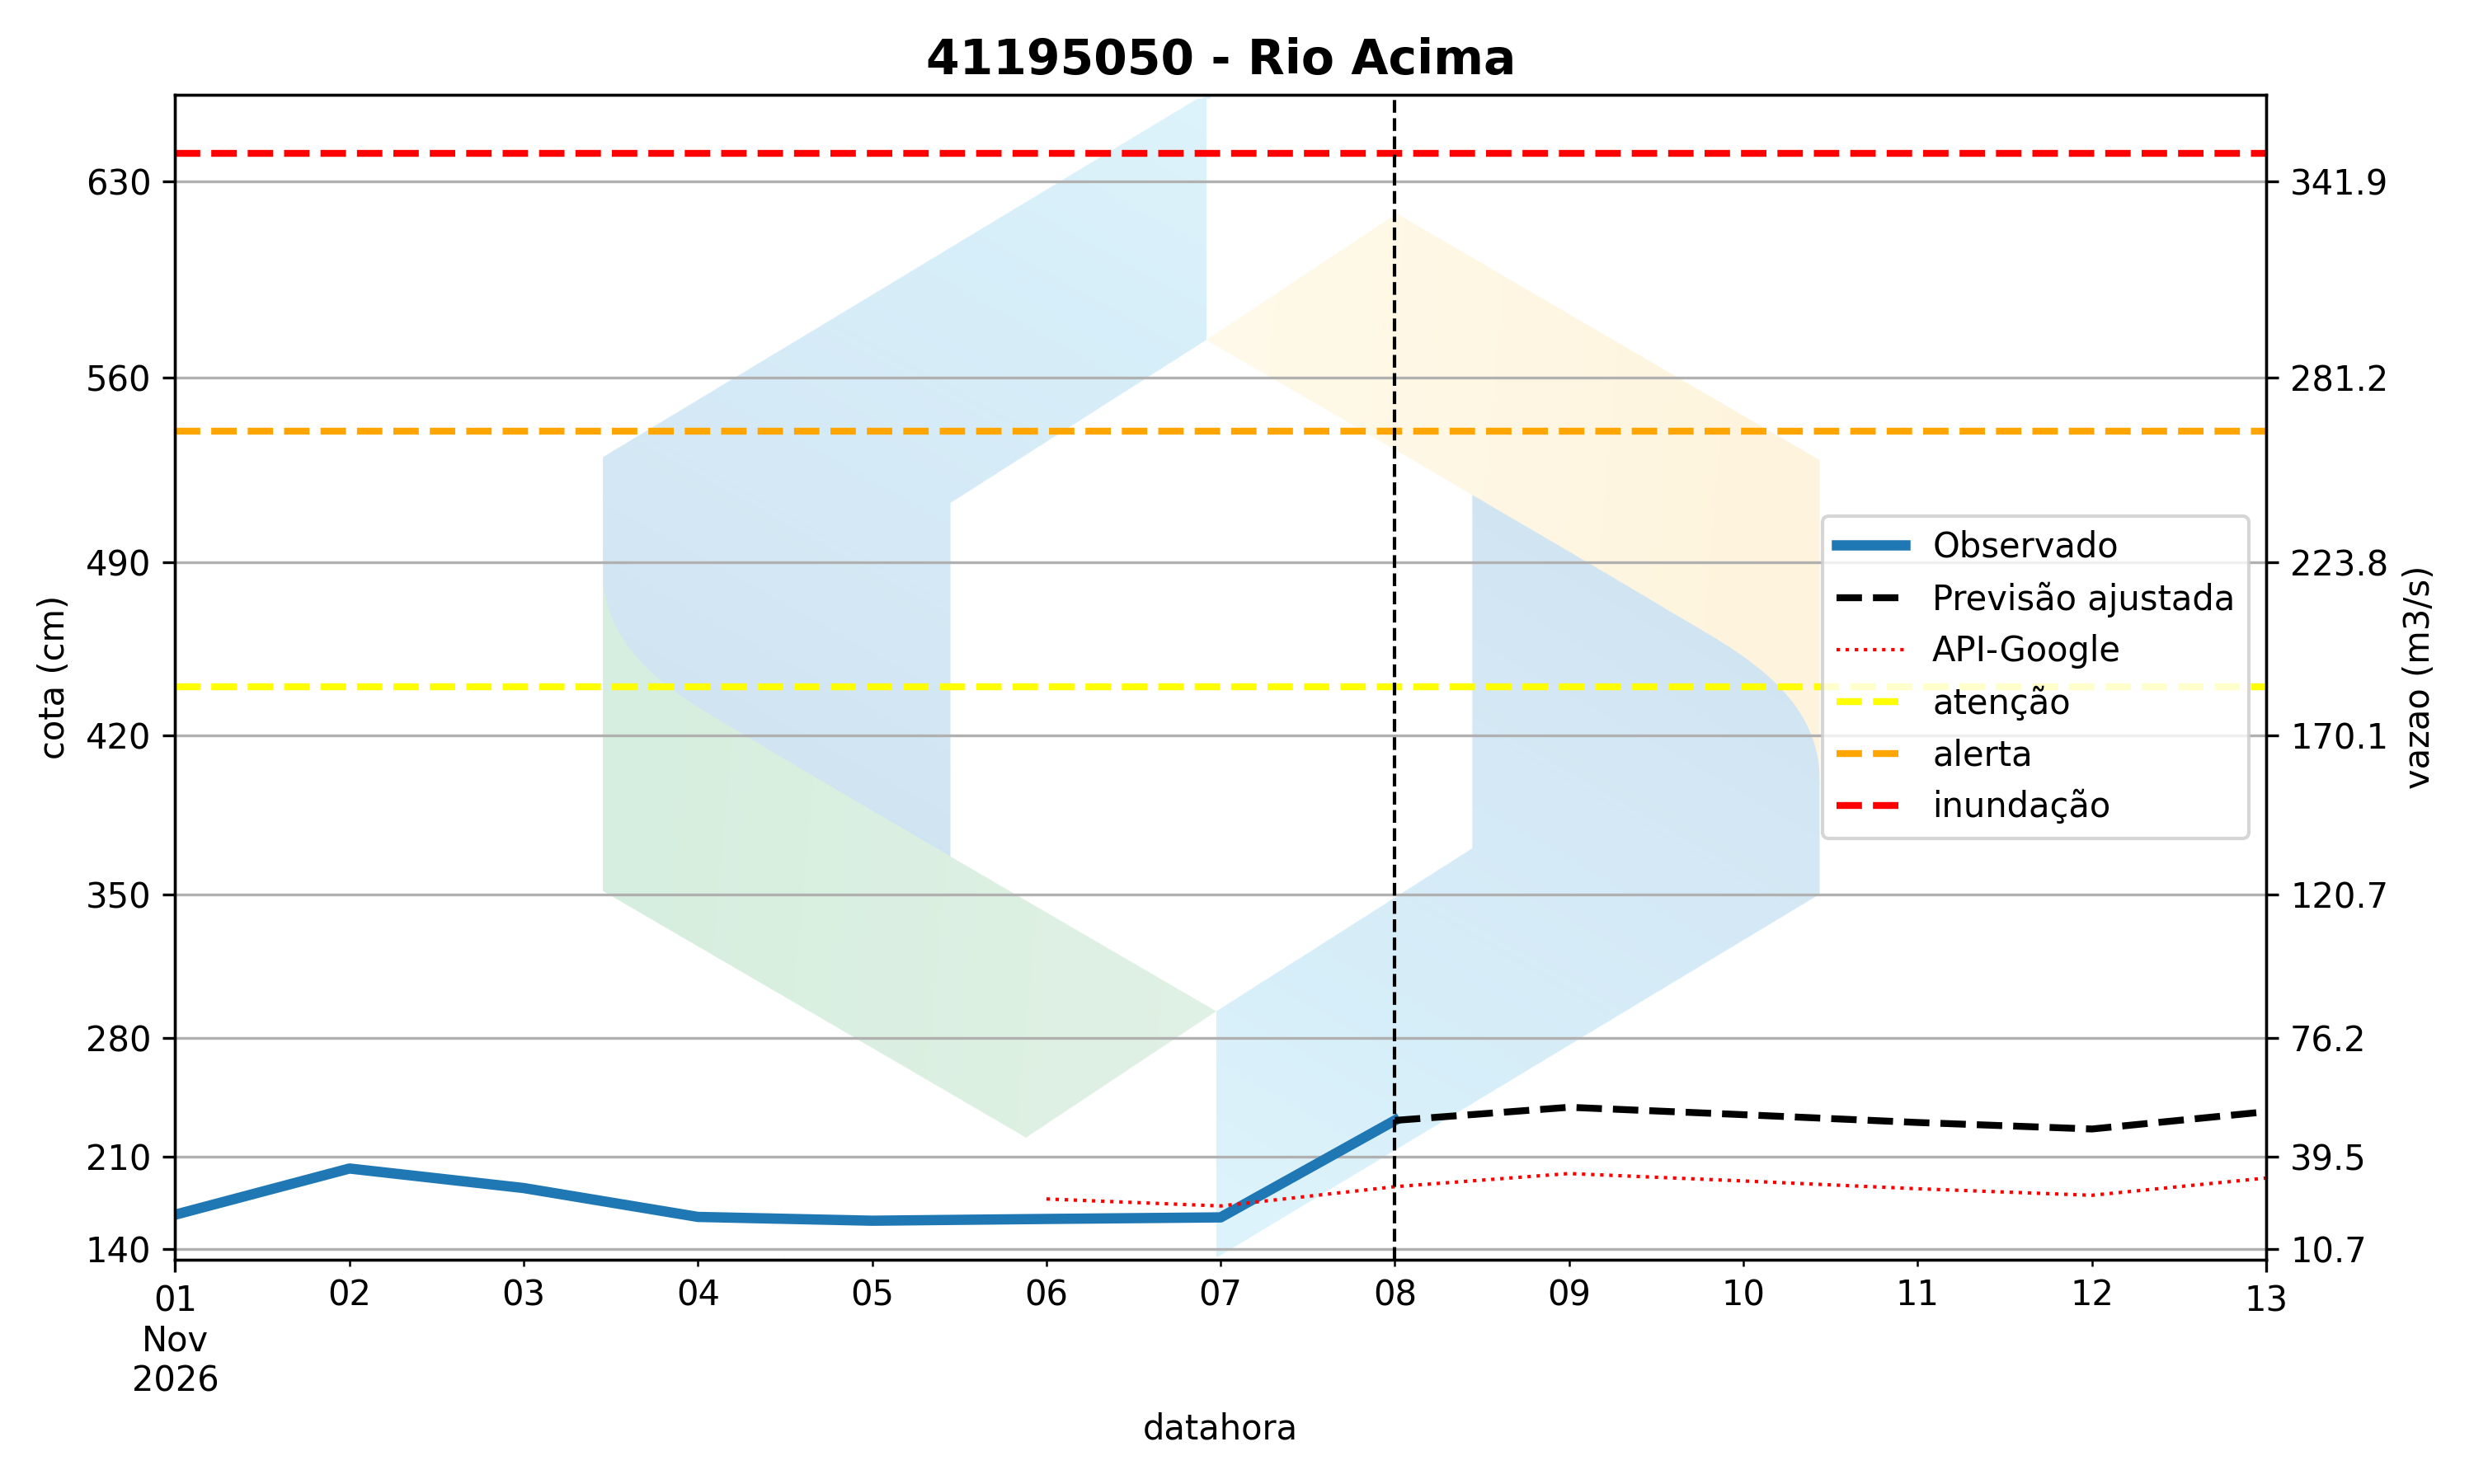 41195050 - Rio Acima
cota (cm)
630
560
490
420
350
280
210
140
341.9
281.2
223.8
170.1
120.7
76.2
39.5
10.7
vazao (m3/s)
Observado
Previsão ajustada
API-Google
atenção
alerta
inundação
01 02 03 04 05 06 07 08 09 10 11 12 13
Nov
2026
datahora